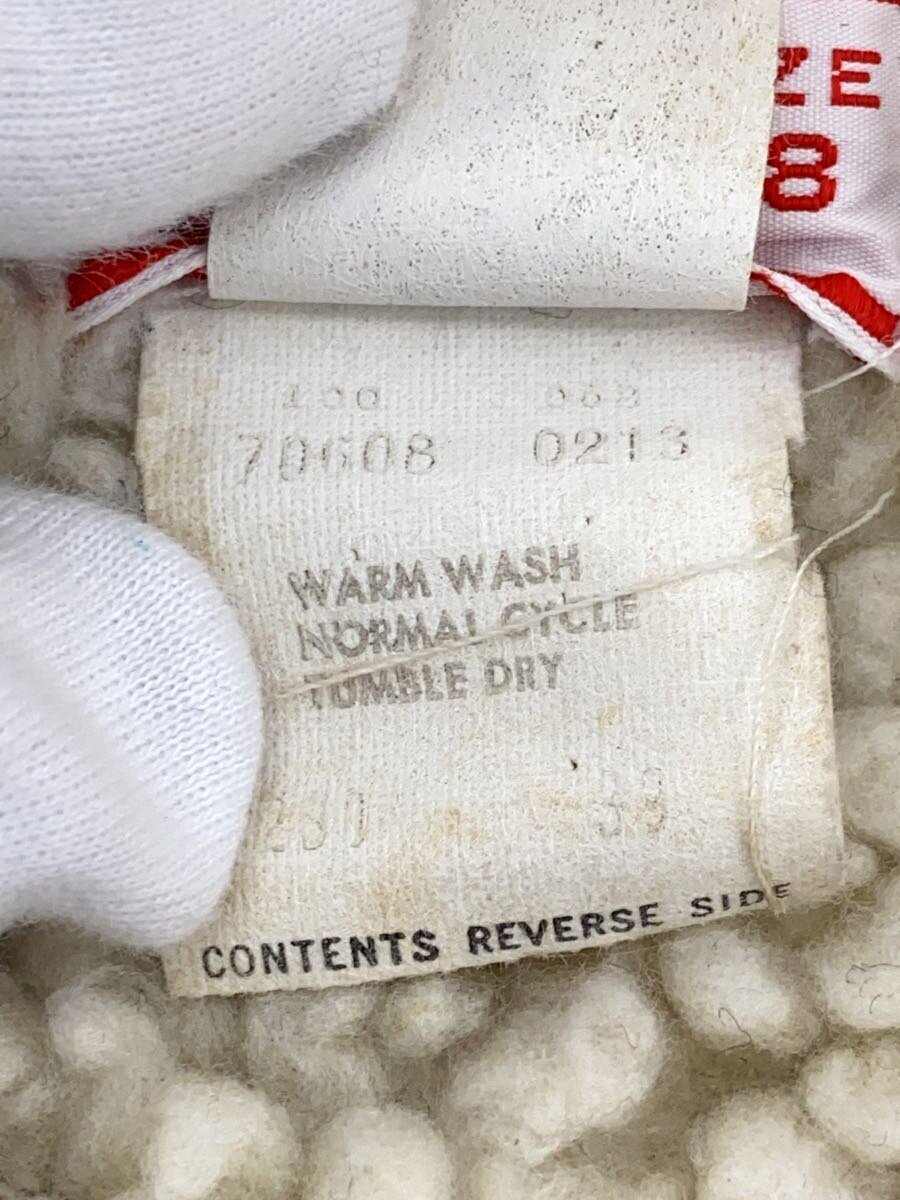 ZE
8
70608 0213
WARM WASH
NORMAL CYCLE
TUMBLE DRY
CONTENTS REVERSE SIDE